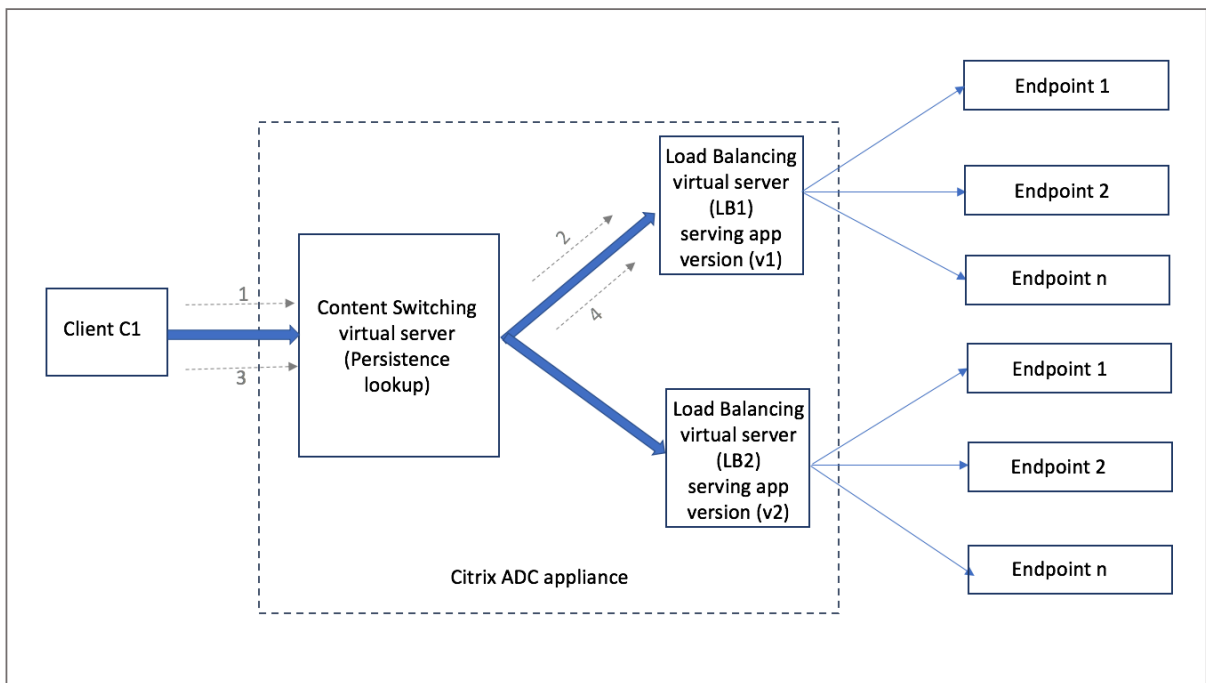 Endpoint 1
Load Balancing
virtual server
(LB1)
serving app
version (v1)
Endpoint 2
2
4
Content Switching
virtual server
(Persistence
lookup)
Endpoint n
1
Client C1
3
Endpoint 1
Load Balancing
virtual server
(LB2)
serving app
version (v2)
Endpoint 2
Endpoint n
Citrix ADC appliance